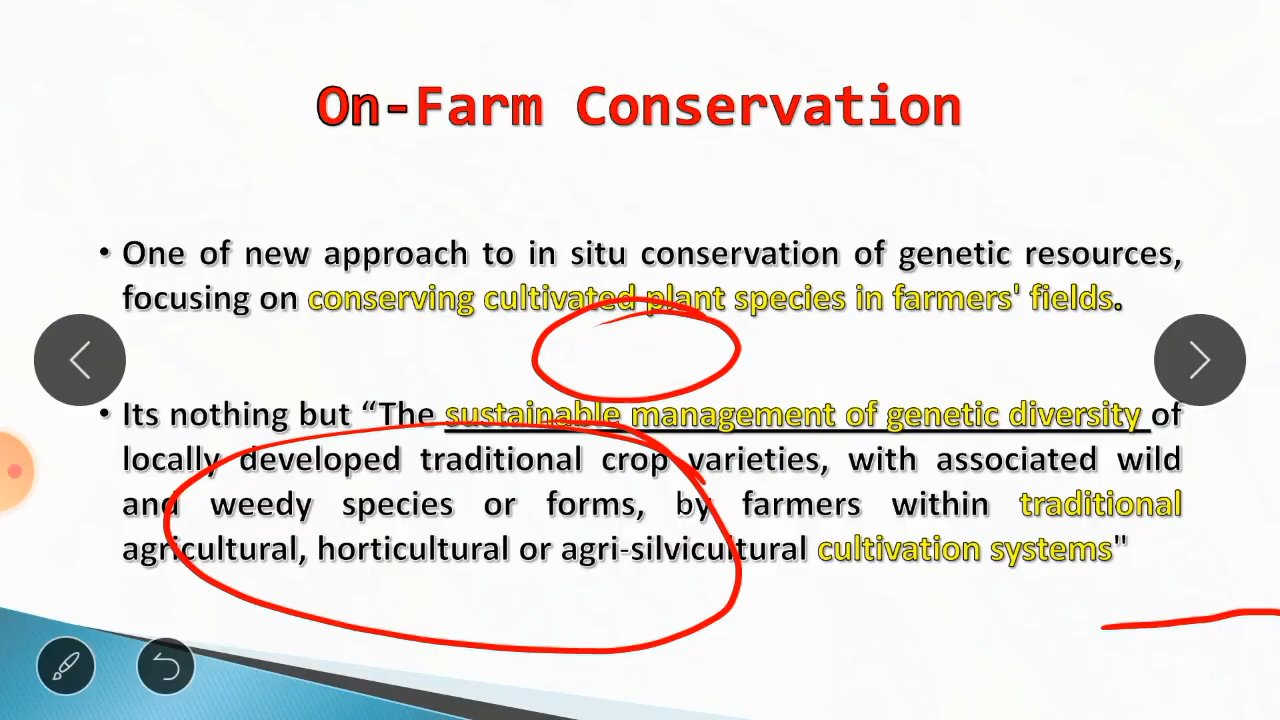 On-Farm Conservation
• One of new approach to in situ conservation of genetic resources,
focusing on conserving cultivated plant species in farmers' fields.
• Its nothing but “The sustainable management of genetic diversity of
locally developed traditional crop varieties, with associated wild
and weedy species or forms, by farmers within traditional
agricultural, horticultural or agri-silvicultural cultivation systems"